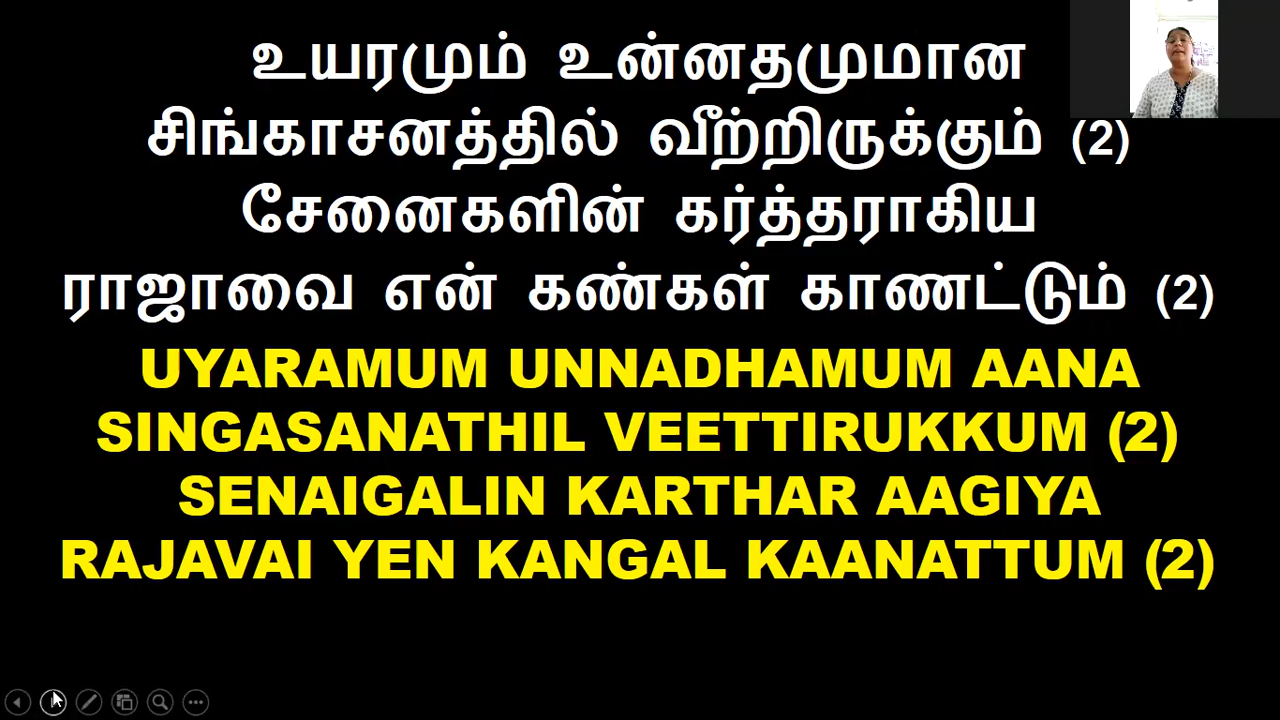 உயரமும் உன்னதமுமான
சிங்காசனத்தில் வீற்றிருக்கும் (2)
சேனைகளின் கர்த்தராகிய
ராஜாவை என் கண்கள் காணட்டும் (2)
UYARAMUM UNNADHAMUM AANA
SINGASANATHIL VEETTIRUKKUM (2)
SENAIGALIN KARTHAR AAGIYA
RAJAVAI YEN KANGAL KAANATTUM (2)